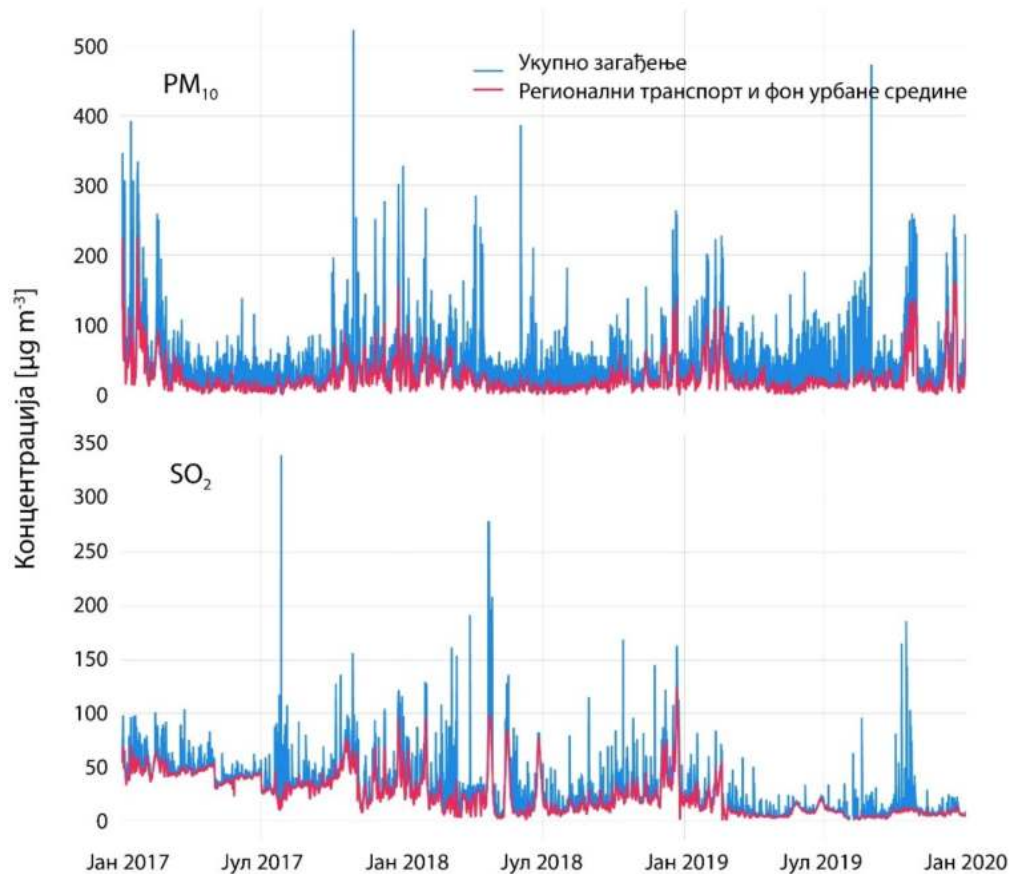 500
400
300
200
100
0
PM₁₀
Укупно загађење
Регионални транспорт и фон урбане средине
Концентрација [µg m⁻³]
350
300
250
200
150
100
50
0
SO₂
Јан 2017
Јул 2017
Јан 2018
Јул 2018
Јан 2019
Јул 2019
Јан 2020